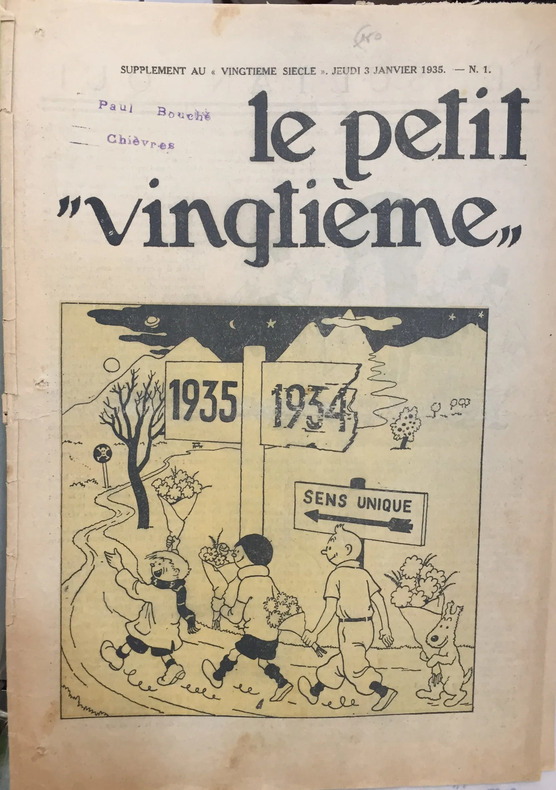 SUPPLEMENT AU « VINGTIEME SIECLE ». JEUDI 3 JANVIER 1935. — N. 1.
Paul Bouché
Chièvres
le petit
"vingtième"
1935 1934
SENS UNIQUE